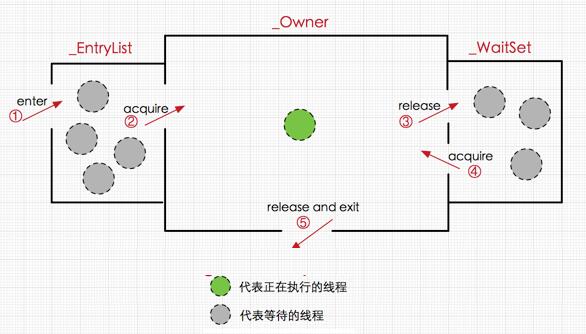 _Owner
_EntryList
_WaitSet
enter
①
acquire
②
release
③
acquire
④
release and exit
⑤
代表正在执行的线程
代表等待的线程